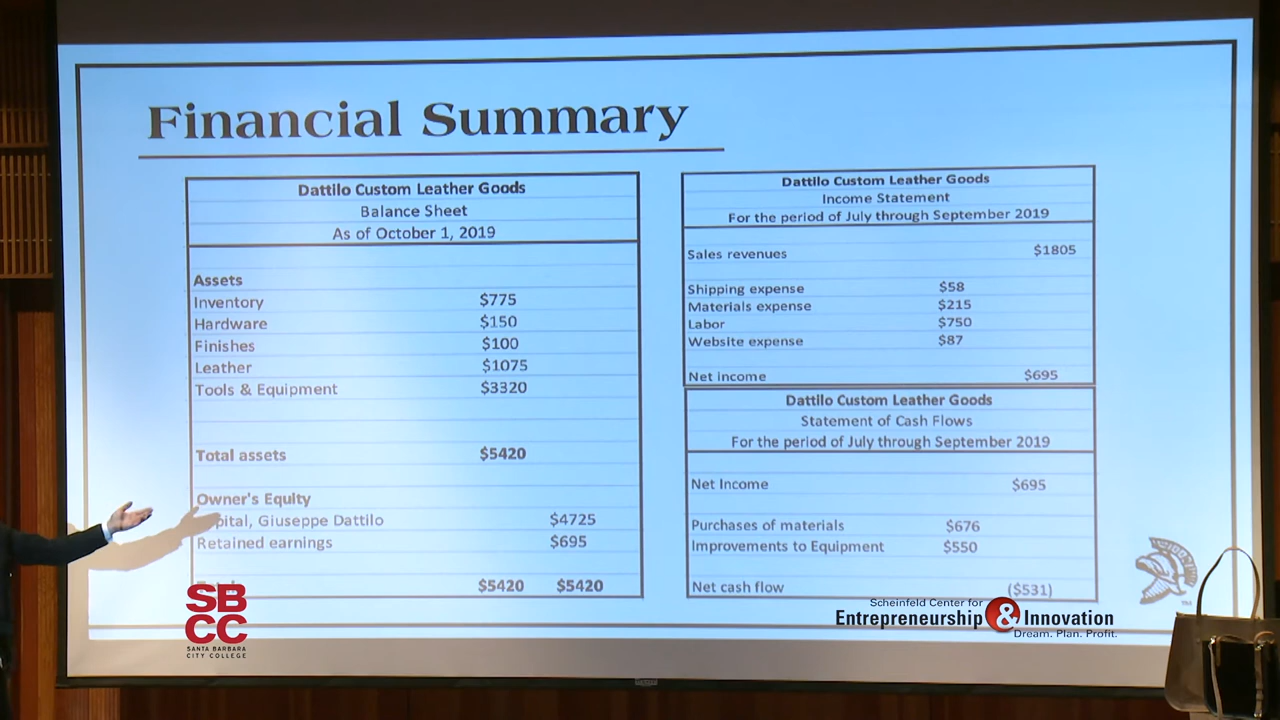 Financial Summary
Dattilo Custom Leather Goods
Balance Sheet
As of October 1, 2019
Assets
Inventory $775
Hardware $150
Finishes $100
Leather $1075
Tools & Equipment $3320
Total assets $5420
Owner's Equity
pital, Giuseppe Dattilo $4725
Retained earnings $695
$5420 $5420
Dattilo Custom Leather Goods
Income Statement
For the period of July through September 2019
Sales revenues $1805
Shipping expense $58
Materials expense $215
Labor $750
Website expense $87
Net income $695
Dattilo Custom Leather Goods
Statement of Cash Flows
For the period of July through September 2019
Net Income $695
Purchases of materials $676
Improvements to Equipment $550
Net cash flow ($531)
SB
CC
SANTA BARBARA
CITY COLLEGE
Scheinfeld Center for
Entrepreneurship & Innovation
Dream. Plan. Profit.